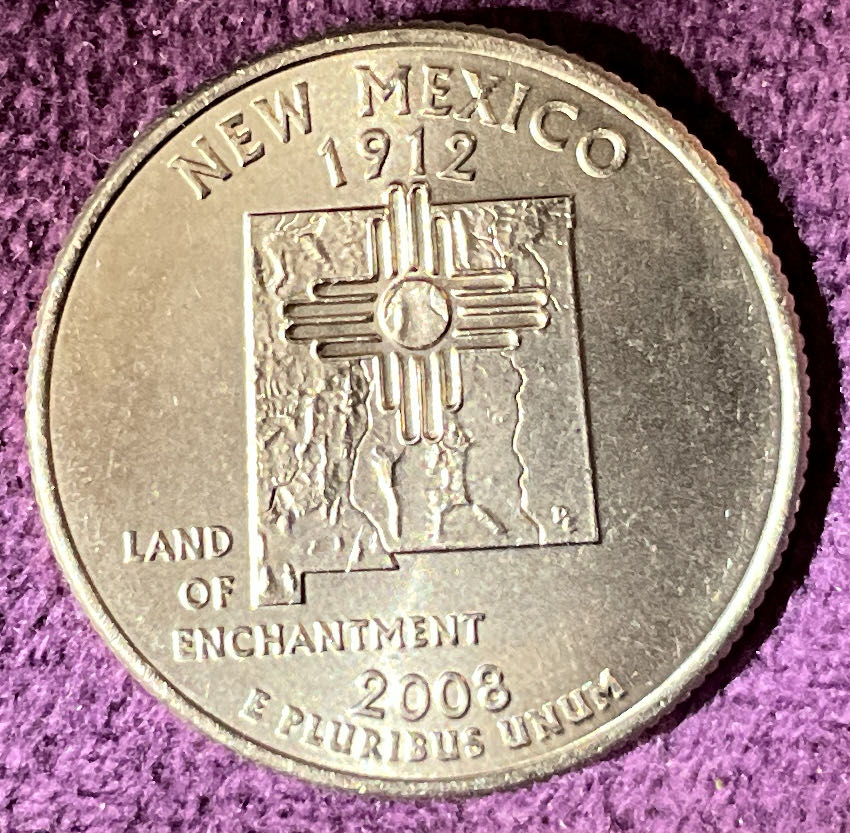 NEW MEXICO
1912
LAND
OF
ENCHANTMENT
2008
E PLURIBUS UNUM